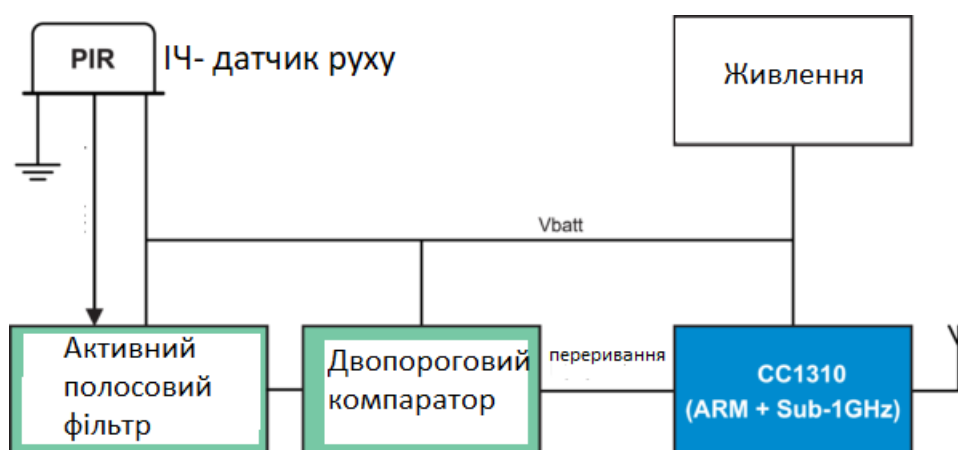 PIR
ІЧ- датчик руху
Живлення
Vbatt
Активний
полосовий
фільтр
Двопороговий
компаратор
переривання
CC1310
(ARM + Sub-1GHz)